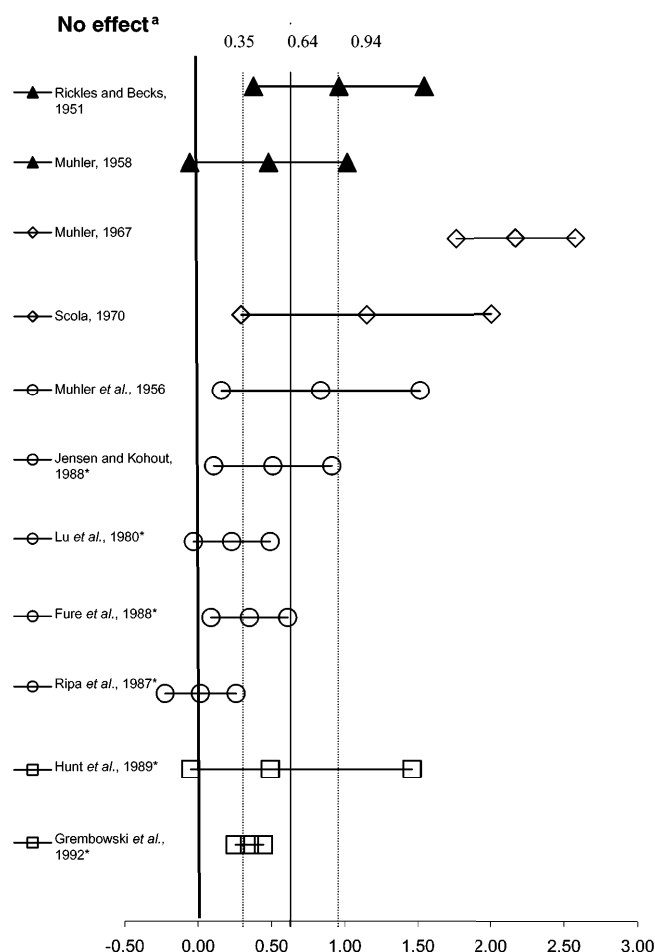 No effect a
0.35 0.64 0.94
Rickles and Becks,
1951
Muhler, 1958
Muhler, 1967
Scola, 1970
Muhler et al., 1956
Jensen and Kohout,
1988*
Lu et al., 1980*
Fure et al., 1988*
Ripa et al., 1987*
Hunt et al., 1989*
Grembowski et al.,
1992*
-0.50 0.00 0.50 1.00 1.50 2.00 2.50 3.00